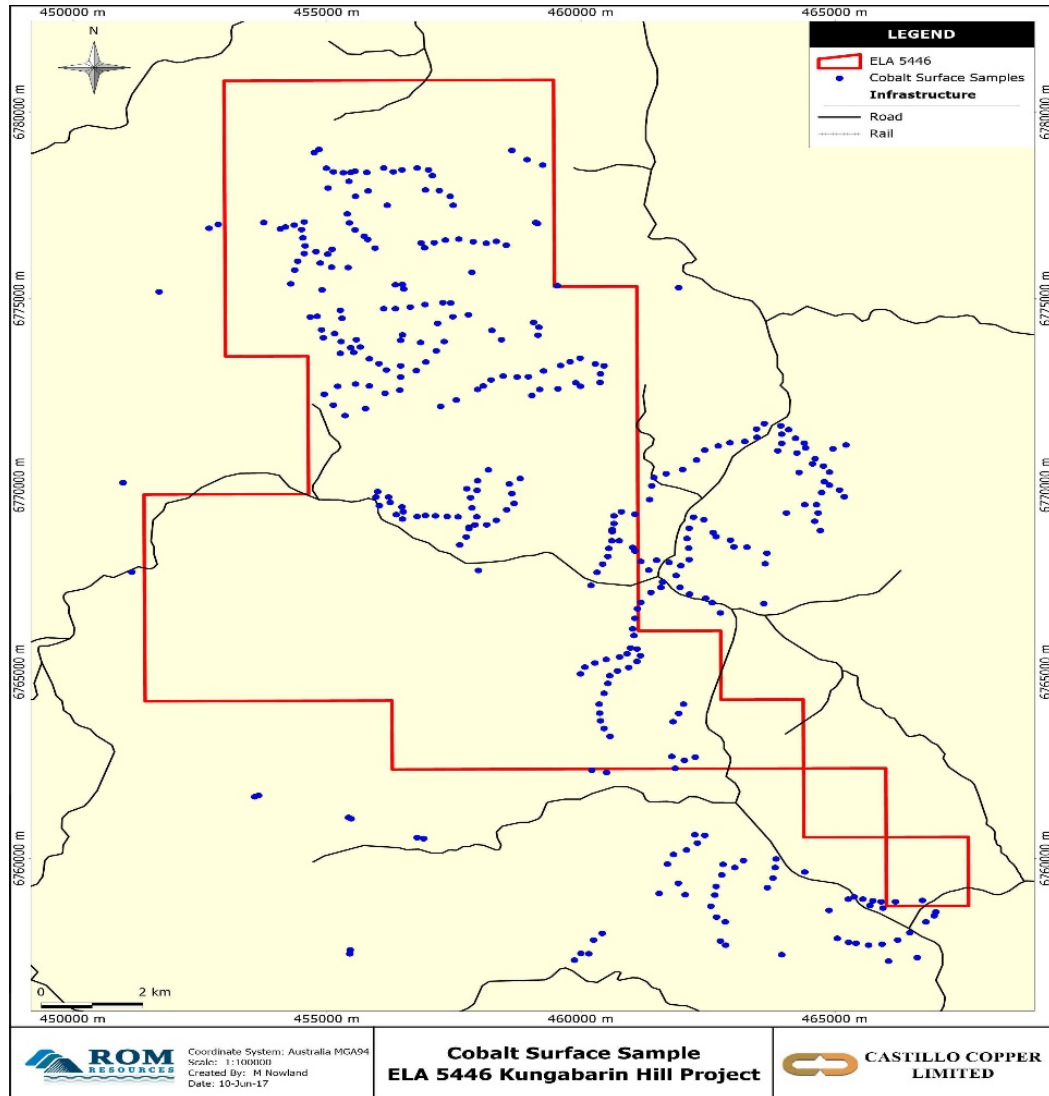 450000 m 455000 m 460000 m 465000 m
N
LEGEND
ELA 5446
Cobalt Surface Samples
Infrastructure
Road
Rail
6780000 m 6780000 m
6775000 m 6775000 m
6770000 m 6770000 m
6765000 m 6765000 m
6760000 m 6760000 m
0 2 km
450000 m 455000 m 460000 m 465000 m
ROM
RESOURCES
Coordinate System: Australia MGA94
Scale: 1:100000
Created By: M Nowland
Date: 10-Jun-17
Cobalt Surface Sample
ELA 5446 Kungabarin Hill Project
CASTILLO COPPER
LIMITED